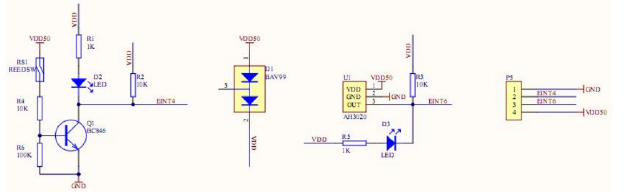 VDD50
RS1
REEDSW
R4
10K
R6
100K
VDD
R1
1K
D2
LED
Q1
BC846
GND
VDD
R2
10K
EINT4
VDD50
1
D1
BAV99
3
2
VDD
U1
VDD50
VDD 1
GND 2
OUT 3
AH3020
GND
VDD
R3
10K
EINT6
D3
LED
VDD
R5
1K
P5
1
2
3
4
GND
EINT4
EINT6
VDD50